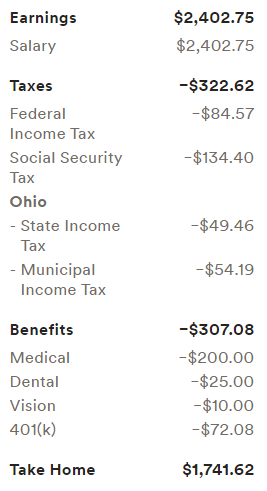 Earnings $2,402.75
Salary $2,402.75
Taxes −$322.62
Federal −$84.57
Income Tax
Social Security −$134.40
Tax
Ohio
- State Income −$49.46
Tax
- Municipal −$54.19
Income Tax
Benefits −$307.08
Medical −$200.00
Dental −$25.00
Vision −$10.00
401(k) −$72.08
Take Home $1,741.62